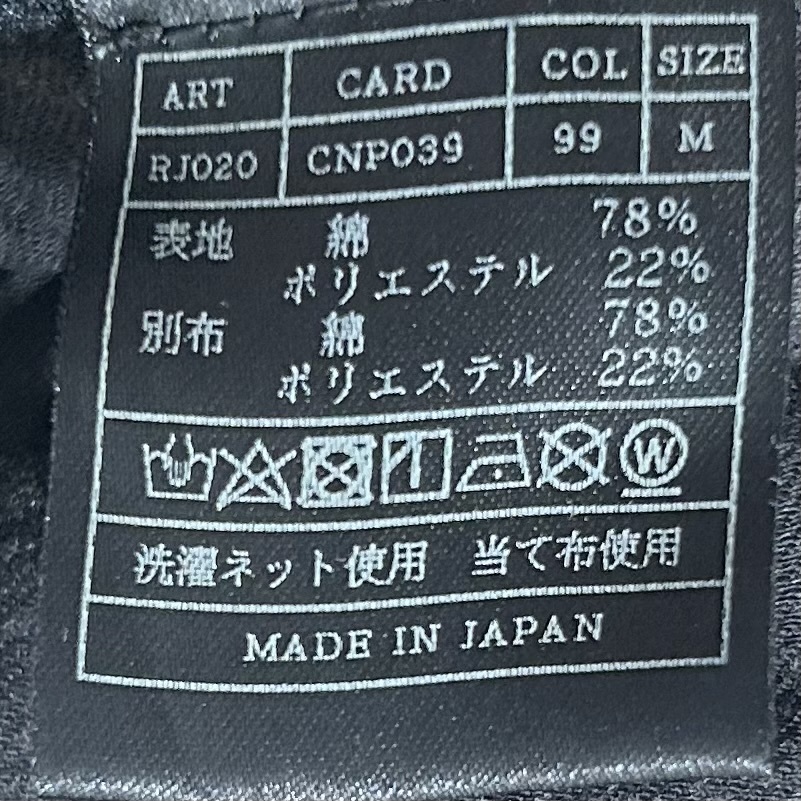 ART CARD COL SIZE
RJ020 CNP039 99 M
表地 綿 78%
ポリエステル 22%
別布 綿 78%
ポリエステル 22%
W
洗濯ネット使用 当て布使用
MADE IN JAPAN